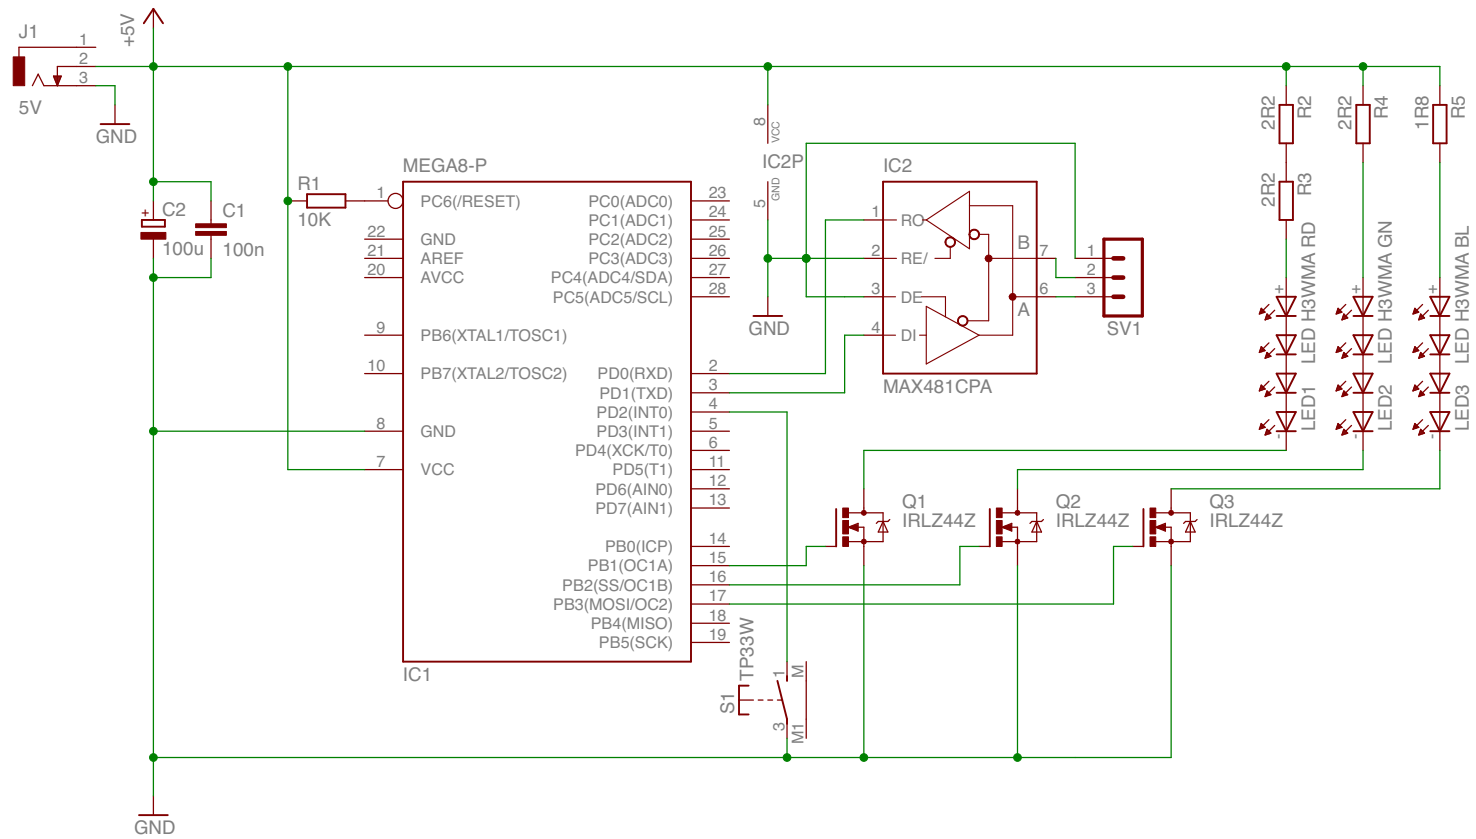 J1
1
2
3
5V
GND
+5V
C2
100u
+
C1
100n
R1
10K
MEGA8-P
1
PC6(/RESET)
22
GND
21
AREF
20
AVCC
9
PB6(XTAL1/TOSC1)
10
PB7(XTAL2/TOSC2)
8
GND
7
VCC
PC0(ADC0)
23
PC1(ADC1)
24
PC2(ADC2)
25
PC3(ADC3)
26
PC4(ADC4/SDA)
27
PC5(ADC5/SCL)
28
PD0(RXD)
2
PD1(TXD)
3
PD2(INT0)
4
PD3(INT1)
5
PD4(XCK/T0)
6
PD5(T1)
11
PD6(AIN0)
12
PD7(AIN1)
13
PB0(ICP)
14
PB1(OC1A)
15
PB2(SS/OC1B)
16
PB3(MOSI/OC2)
17
PB4(MISO)
18
PB5(SCK)
19
IC1
8
VCC
IC2P
GND
5
GND
IC2
1
RO
2
RE/
3
DE
4
DI
B
7
A
6
MAX481CPA
1
2
3
SV1
2R2
R2
2R2
R3
2R2
R4
1R8
R5
+
-
LED1
LED H3WMA RD
+
-
LED2
LED H3WMA GN
+
-
LED3
LED H3WMA BL
Q1
IRLZ44Z
Q2
IRLZ44Z
Q3
IRLZ44Z
S1
TP33W
1
M
3
M1
GND